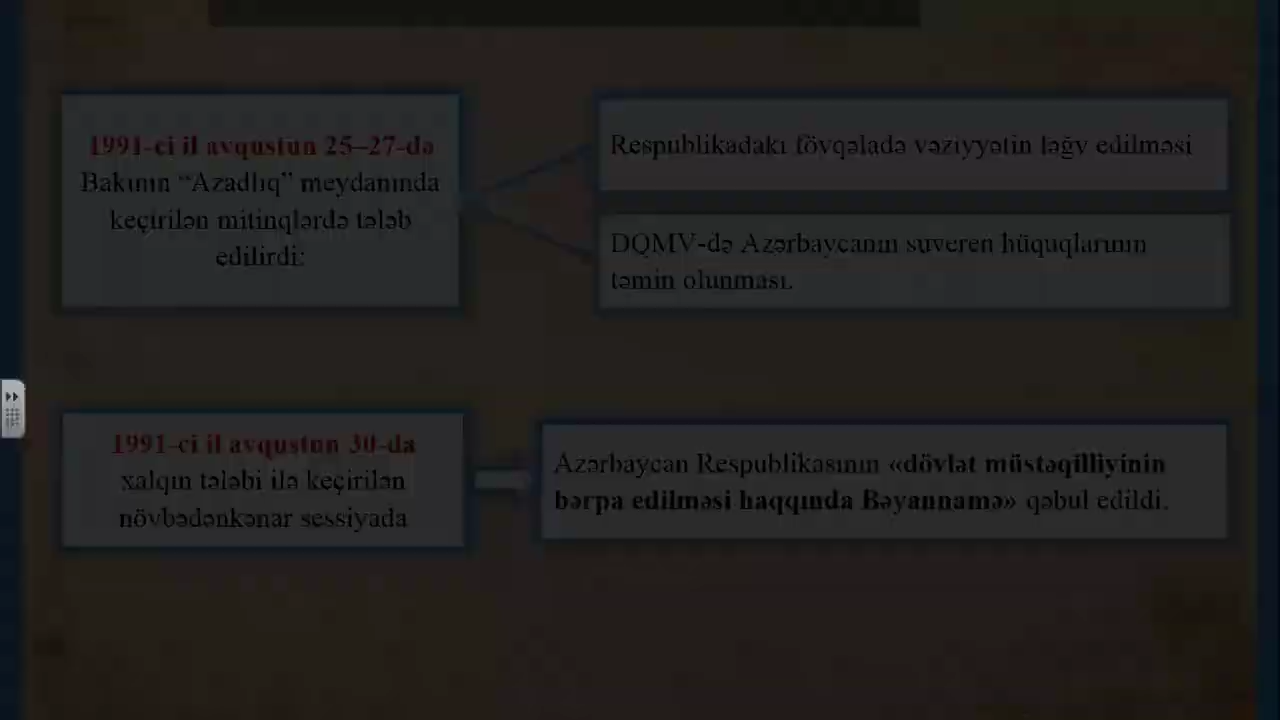 1991-ci il avqustun 25–27-də
Bakının “Azadlıq” meydanında
keçirilən mitinqlərdə tələb
edilirdi:
Respublikadakı fövqəladə vəziyyətin ləğv edilməsi
DQMV-də Azərbaycanın suveren hüquqlarının
təmin olunması.
1991-ci il avqustun 30-da
xalqın tələbi ilə keçirilən
növbədənkənar sessiyada
Azərbaycan Respublikasının «dövlət müstəqilliyinin
bərpa edilməsi haqqında Bəyannamə» qəbul edildi.